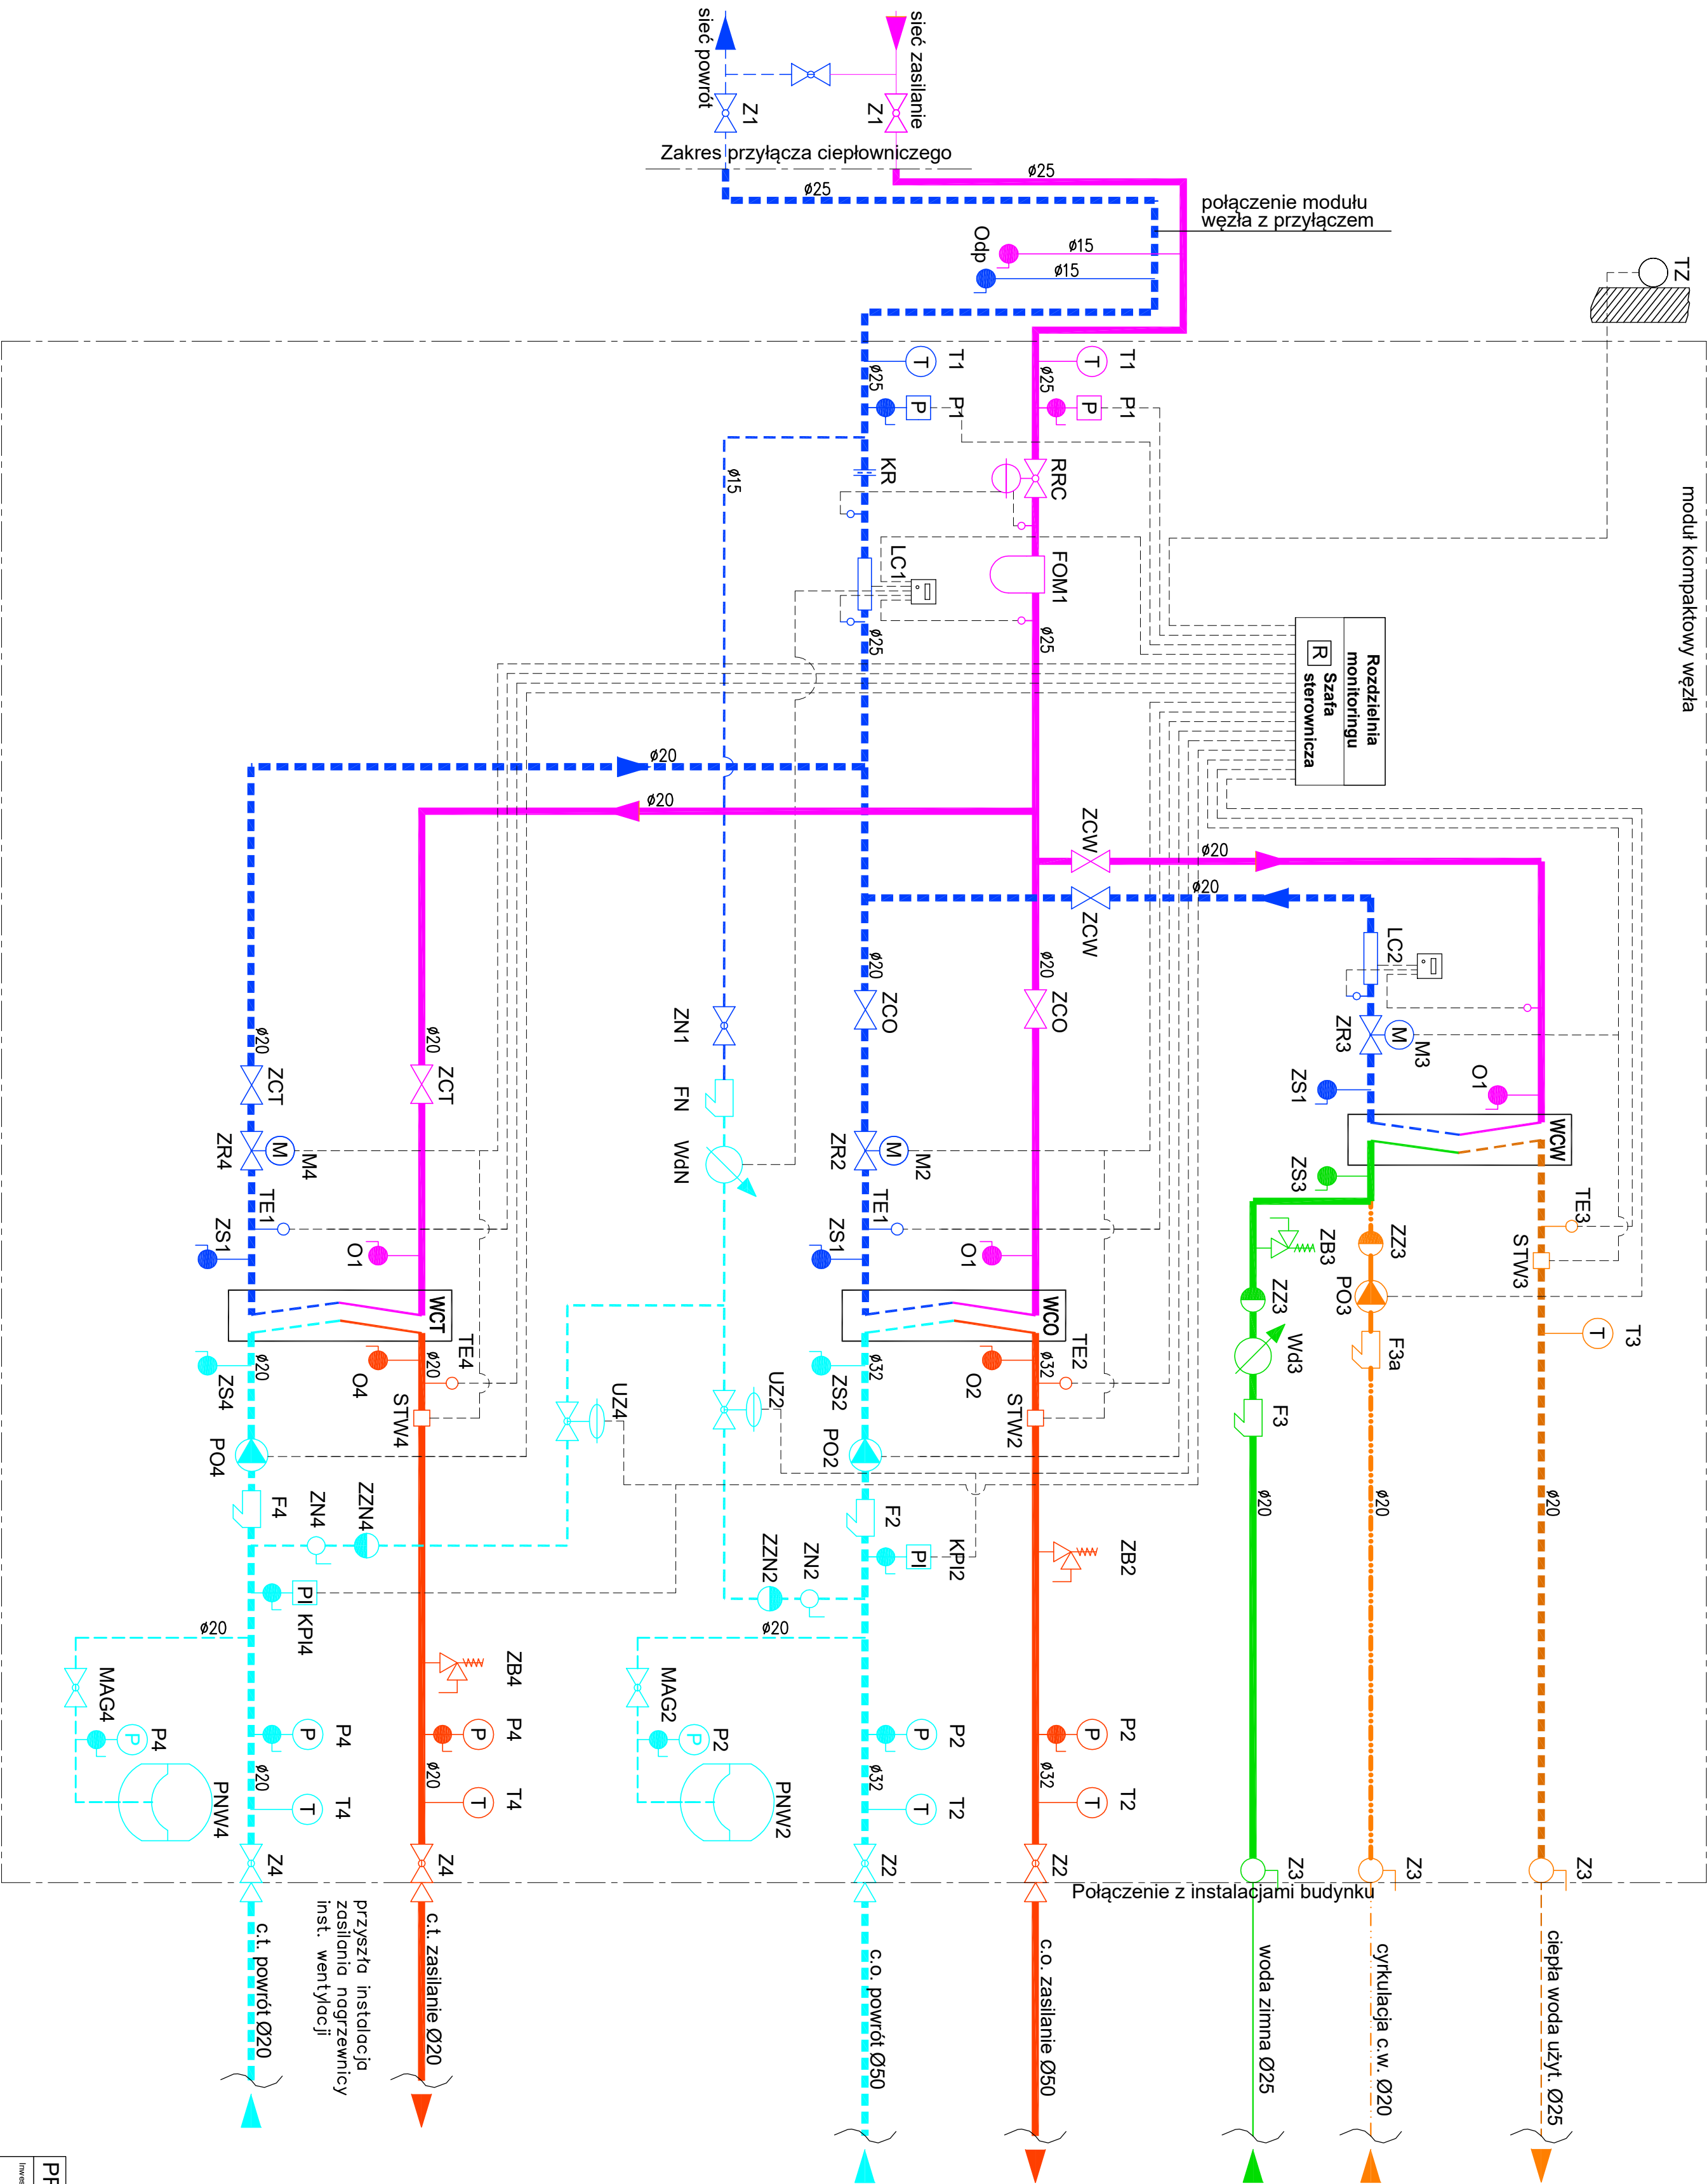 sieć powrót
sieć zasilanie
Z1
Z1
Zakres przyłącza ciepłowniczego
ø25
ø25
połączenie modułu
węzła z przyłączem
Odp
ø15
ø15
TZ
moduł kompaktowy węzła
T1
T
ø25
P1
P
T1
T
ø25
P1
P
KR
RRC
ø15
LC1
FOM1
ø25
ø25
Rozdzielnia
monitoringu
R
Szafa
sterownicza
ø20
ø20
ZCW
ø20
ø20
ZCW
LC2
ø20
ZCO
ø20
ZCO
ZN1
ZR3
M
M3
ø20
ZCT
ø20
ZCT
FN
ZS1
O1
WCW
ZR4
M
M4
WdN
ZR2
M
M2
ZS3
TE1
ZS1
O1
TE1
ZS1
O1
ZB3
ZZ3
TE3
STW3
PO3
ZZ3
WCT
WCO
Wd3
F3a
T3
T
TE4
ø20
ZS4
ø20
O4
TE2
ø32
ZS2
ø32
O2
STW4
UZ4
UZ2
STW2
F3
PO4
PO2
F4
ZN4
ZZN4
F2
ø20
ø20
ø20
PI
KPI4
ZZN2
ZN2
PI
KPI2
ZB2
ø20
ø20
ZB4
MAG4
MAG2
P4
P
P4
P
P4
P
P2
P
P2
P
P2
P
PNW4
ø20
T4
T
ø20
T4
T
PNW2
ø32
T2
T
ø32
T2
T
Z4
Z4
Z2
Z2
Z3
Z3
Z3
Połączenie z instalacjami budynku
c.t. powrót Ø20
przyszła instalacja
zasilania nagrzewnicy
inst. wentylacji
c.t. zasilanie Ø20
c.o. powrót Ø50
c.o. zasilanie Ø50
woda zimna Ø25
cyrkulacja c.w. Ø20
ciepła woda użyt. Ø25